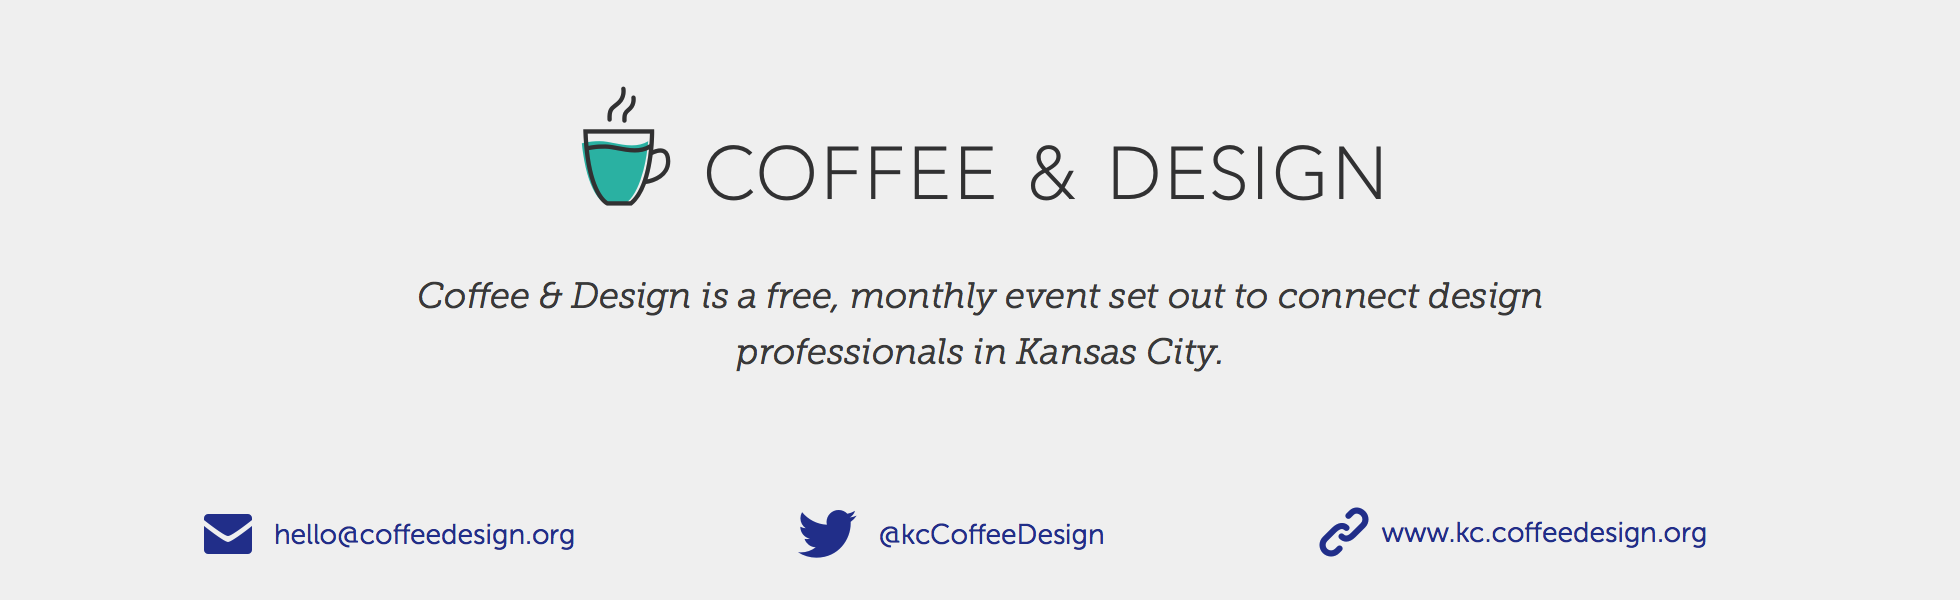 COFFEE & DESIGN
Coffee & Design is a free, monthly event set out to connect design
professionals in Kansas City.
hello@coffeedesign.org
@kcCoffeeDesign
www.kc.coffeedesign.org